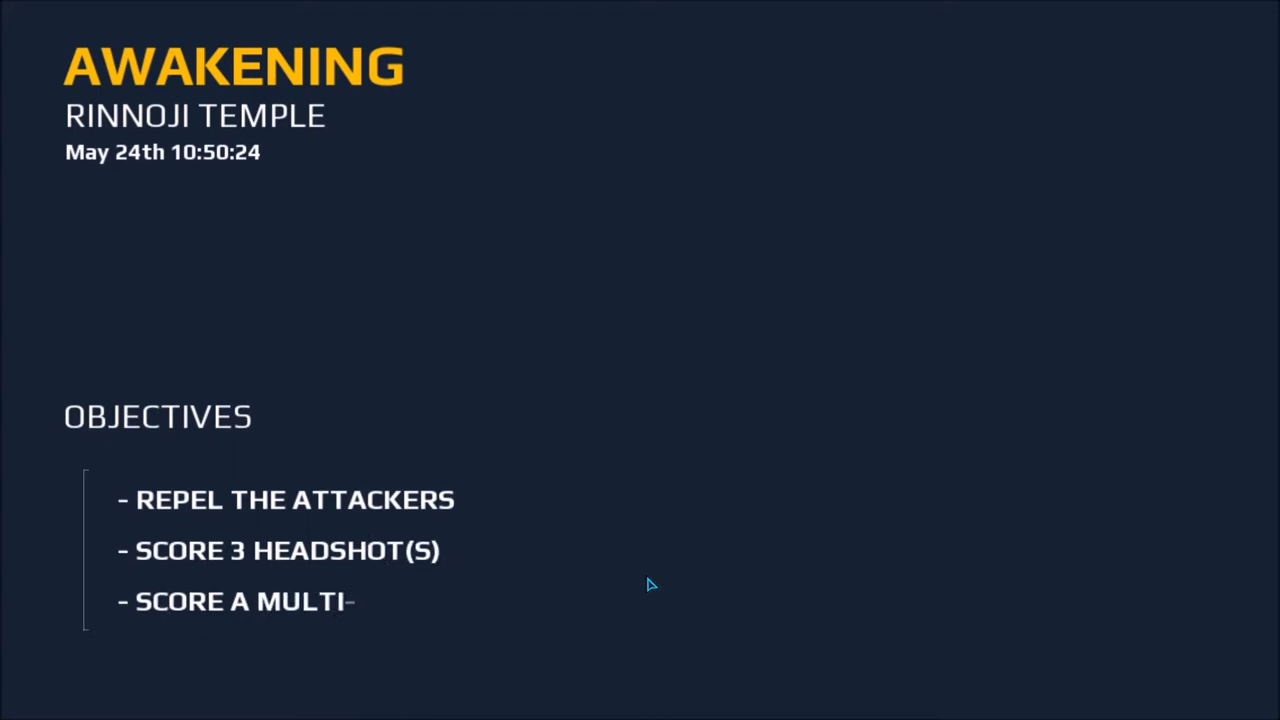 AWAKENING
RINNOJI TEMPLE
May 24th 10:50:24
OBJECTIVES
- REPEL THE ATTACKERS
- SCORE 3 HEADSHOT(S)
- SCORE A MULTI-